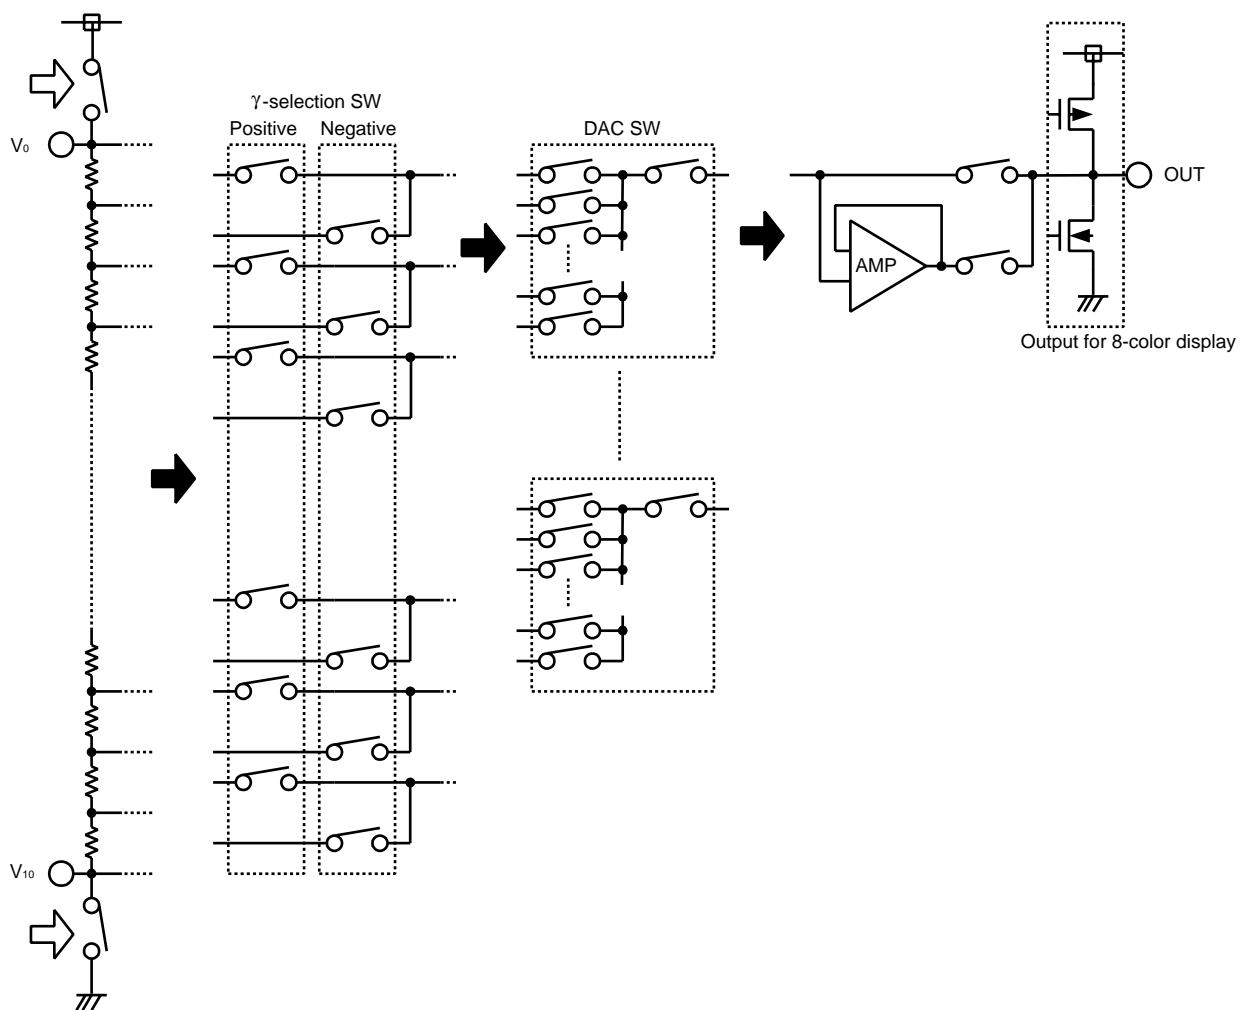 γ-selection SW
Positive Negative
DAC SW
V0
OUT
AMP
Output for 8-color display
V10